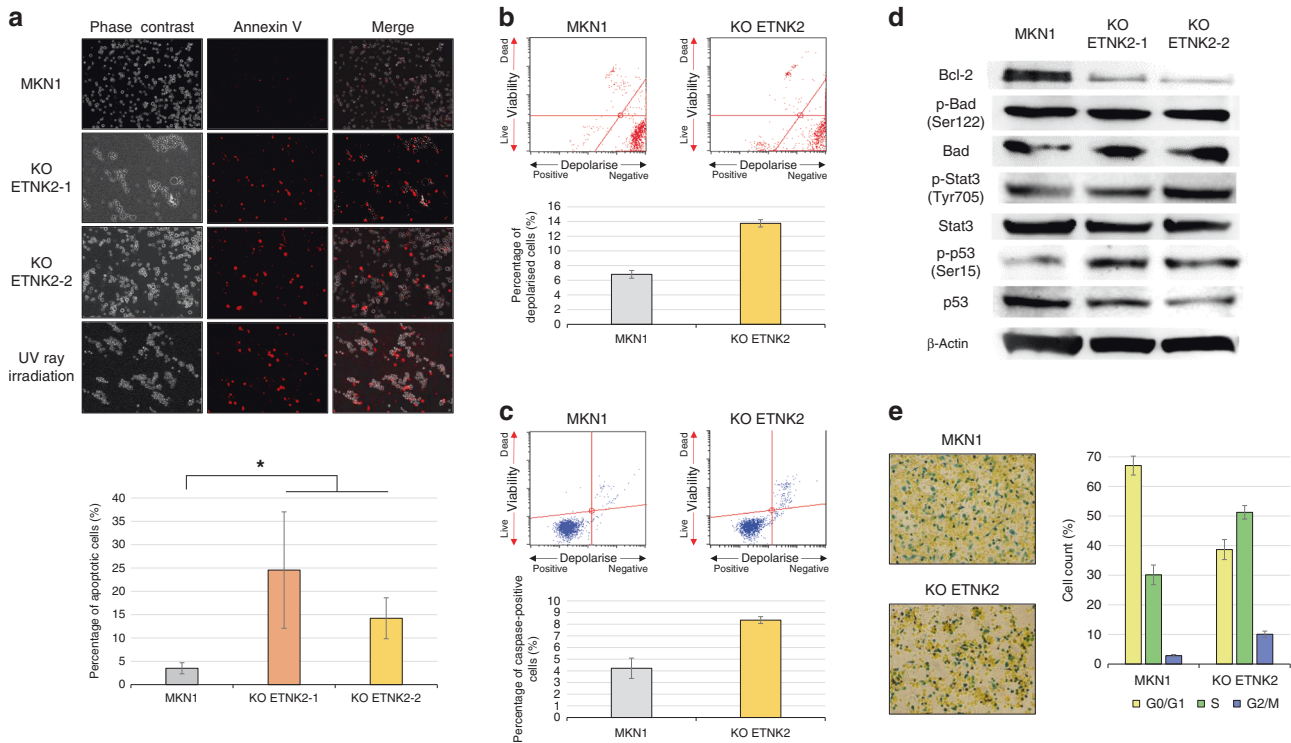 a
Phase contrast
Annexin V
Merge
MKN1
KO
ETNK2-1
KO
ETNK2-2
UV ray
irradiation
*
Percentage of apoptotic cells (%)
40
35
30
25
20
15
10
5
0
MKN1
KO ETNK2-1
KO ETNK2-2
b
MKN1
KO ETNK2
Dead
Viability
Live
Dead
Viability
Live
Depolarise
Positive
Negative
Depolarise
Positive
Negative
Percentage of
depolarised cells (%)
16
14
12
10
8
6
4
2
0
MKN1
KO ETNK2
c
MKN1
KO ETNK2
Dead
Viability
Live
Dead
Viability
Live
Depolarise
Positive
Negative
Depolarise
Positive
Negative
Percentage of caspase-positive
cells (%)
10
9
8
7
6
5
4
3
2
1
0
MKN1
KO ETNK2
d
MKN1
KO
ETNK2-1
KO
ETNK2-2
Bcl-2
p-Bad
(Ser122)
Bad
p-Stat3
(Tyr705)
Stat3
p-p53
(Ser15)
p53
β-Actin
e
MKN1
KO ETNK2
Cell count (%)
70
60
50
40
30
20
10
0
MKN1
KO ETNK2
G0/G1
S
G2/M